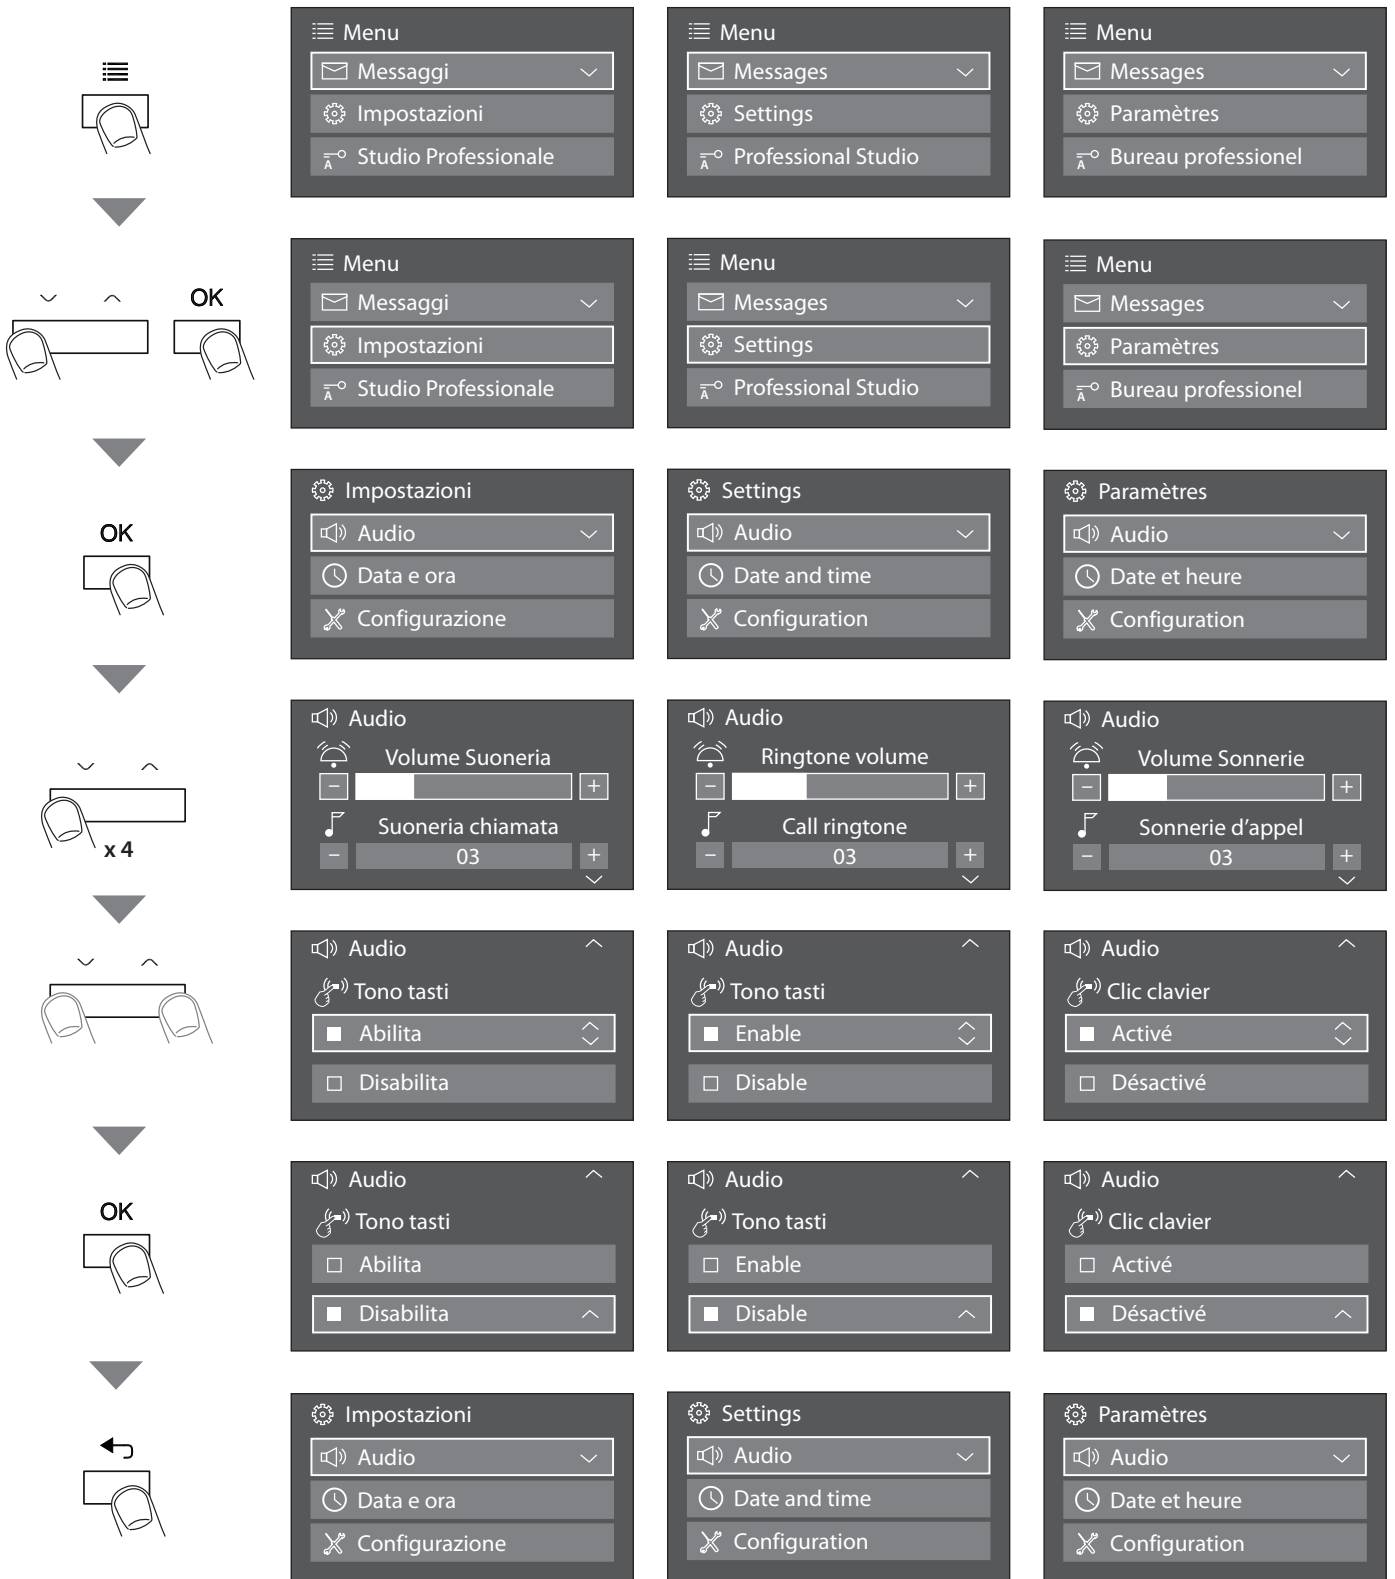 Menu
Messaggi
Impostazioni
A Studio Professionale
Menu
Messages
Settings
A Professional Studio
Menu
Messages
Paramètres
A Bureau professionel
OK
Menu
Messaggi
Impostazioni
A Studio Professionale
Menu
Messages
Settings
A Professional Studio
Menu
Messages
Paramètres
A Bureau professionel
OK
Impostazioni
Audio
Data e ora
Configurazione
Settings
Audio
Date and time
Configuration
Paramètres
Audio
Date et heure
Configuration
x 4
Audio
Volume Suoneria
− +
Suoneria chiamata
− 03 +
Audio
Ringtone volume
− +
Call ringtone
− 03 +
Audio
Volume Sonnerie
− +
Sonnerie d’appel
− 03 +
Audio
Tono tasti
Abilita
Disabilita
Audio
Tono tasti
Enable
Disable
Audio
Clic clavier
Activé
Désactivé
OK
Audio
Tono tasti
Abilita
Disabilita
Audio
Tono tasti
Enable
Disable
Audio
Clic clavier
Activé
Désactivé
Impostazioni
Audio
Data e ora
Configurazione
Settings
Audio
Date and time
Configuration
Paramètres
Audio
Date et heure
Configuration